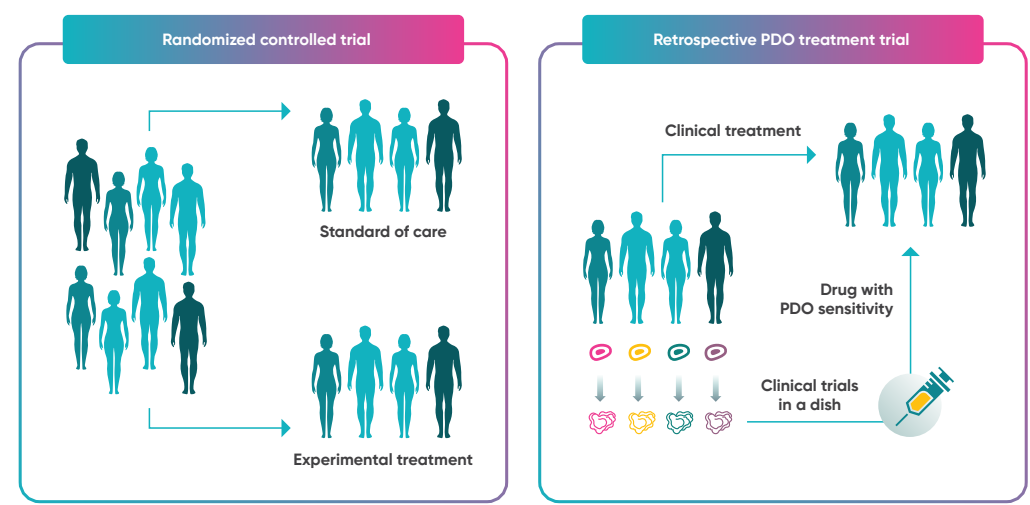 Randomized controlled trial
Standard of care
Experimental treatment
Retrospective PDO treatment trial
Clinical treatment
Drug with
PDO sensitivity
Clinical trials
in a dish